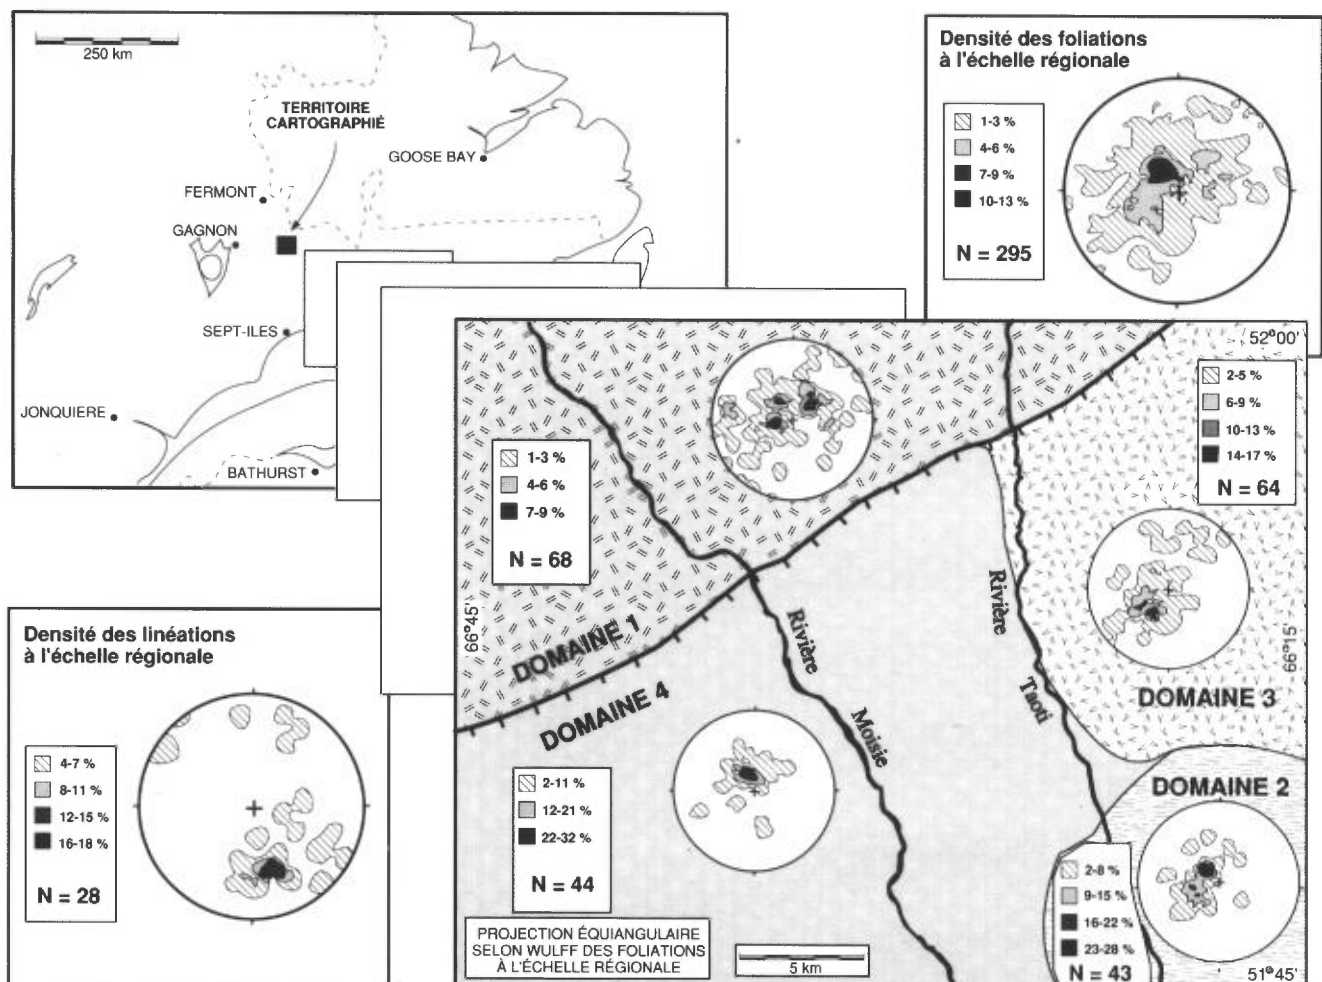 250 km
TERRITOIRE
CARTOGRAPHIÉ
GOOSE BAY
FERMONT
GAGNON
SEPT-ILES
JONQUIERE
BATHURST
Densité des foliations
à l'échelle régionale
1-3 %
4-6 %
7-9 %
10-13 %
N = 295
52°00'
2-5 %
6-9 %
10-13 %
14-17 %
N = 64
1-3 %
4-6 %
7-9 %
N = 68
66°45'
66°15'
DOMAINE 1
DOMAINE 4
DOMAINE 3
DOMAINE 2
Rivière
Moisie
Rivière
Taoti
Densité des linéations
à l'échelle régionale
4-7 %
8-11 %
12-15 %
16-18 %
N = 28
2-11 %
12-21 %
22-32 %
N = 44
2-8 %
9-15 %
16-22 %
23-28 %
N = 43
PROJECTION ÉQUIANGULAIRE
SELON WULFF DES FOLIATIONS
À L'ÉCHELLE RÉGIONALE
5 km
51°45'